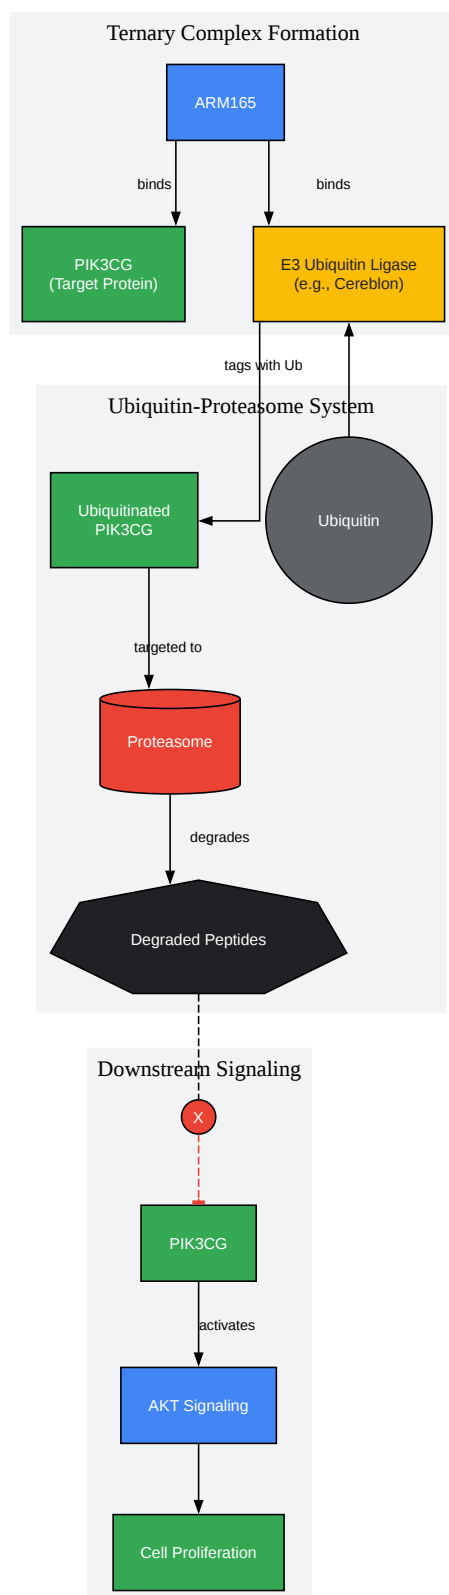 Ternary Complex Formation
ARM165
binds
binds
PIK3CG
(Target Protein)
E3 Ubiquitin Ligase
(e.g., Cereblon)
tags with Ub
Ubiquitin-Proteasome System
Ubiquitinated
PIK3CG
Ubiquitin
targeted to
Proteasome
degrades
Degraded Peptides
Downstream Signaling
X
PIK3CG
activates
AKT Signaling
Cell Proliferation